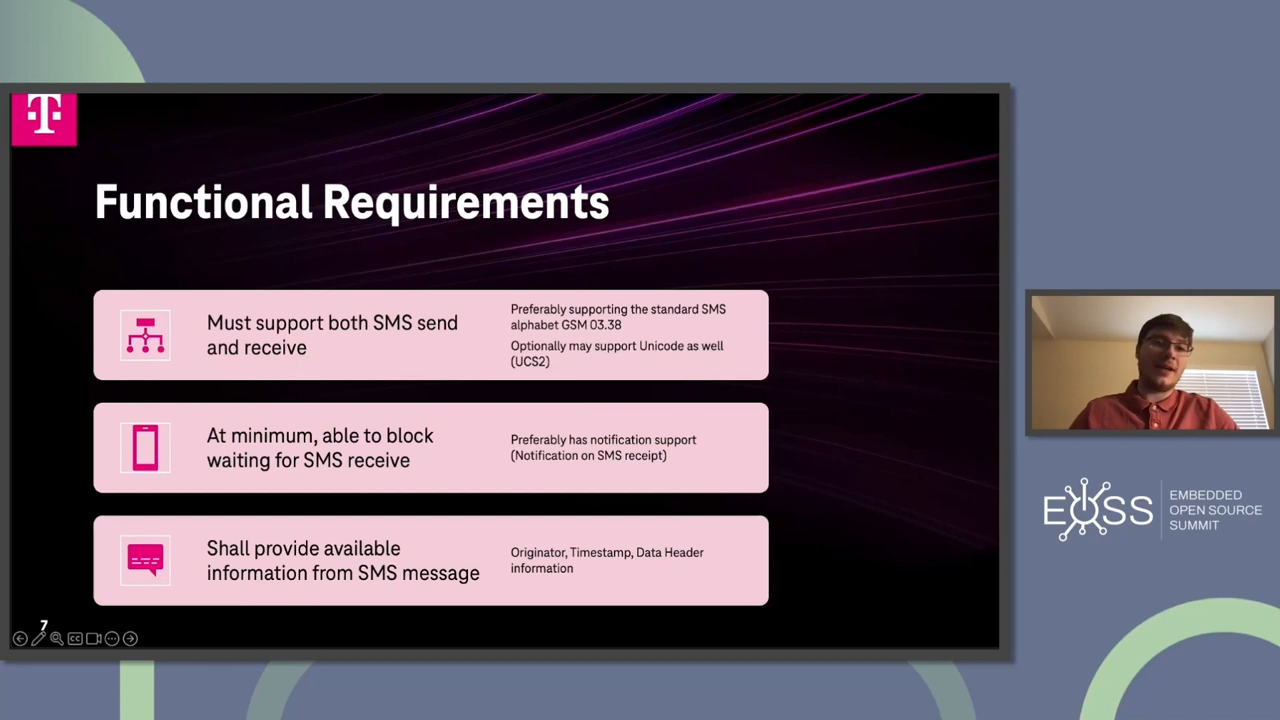 T
Functional Requirements
Must support both SMS send
and receive
Preferably supporting the standard SMS
alphabet GSM 03.38
Optionally may support Unicode as well
(UCS2)
At minimum, able to block
waiting for SMS receive
Preferably has notification support
(Notification on SMS receipt)
Shall provide available
information from SMS message
Originator, Timestamp, Data Header
information
7
CC
EOSS
EMBEDDED
OPEN SOURCE
SUMMIT